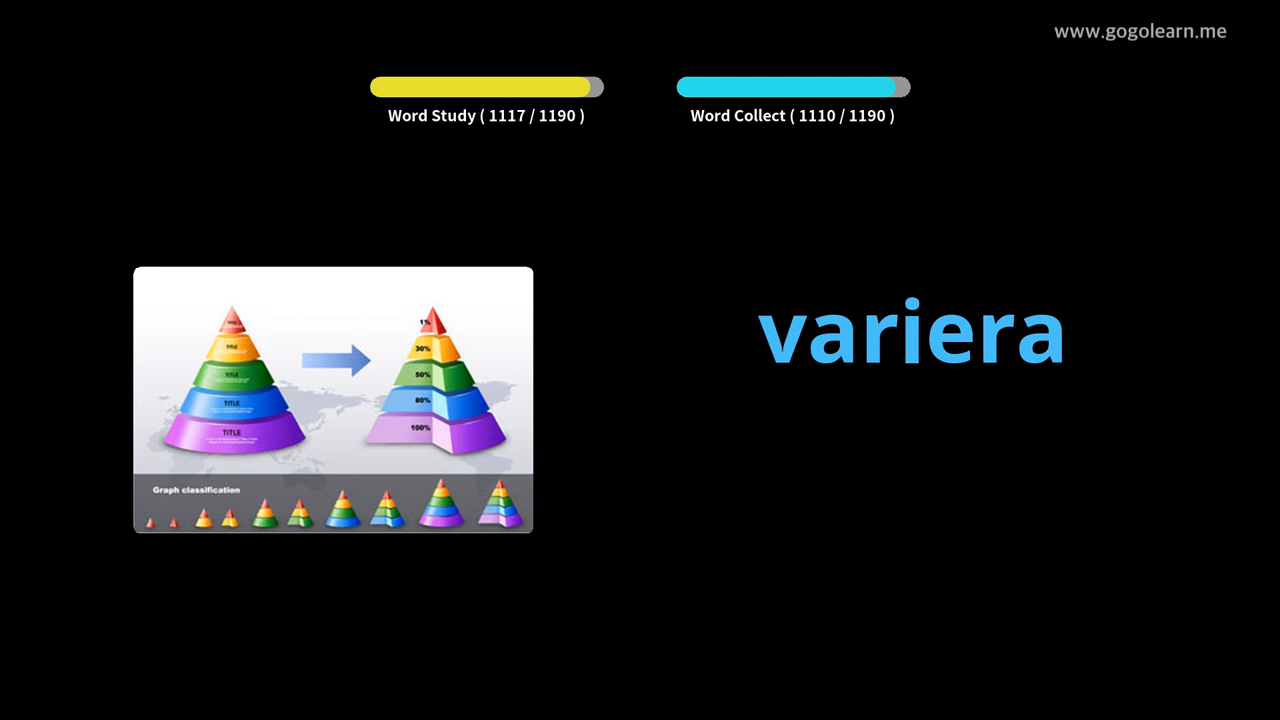 www.gogolearn.me
Word Study ( 1117 / 1190 )
Word Collect ( 1110 / 1190 )
variera
TITLE
TITLE
TITLE
TITLE
1%
30%
50%
80%
100%
Graph classification